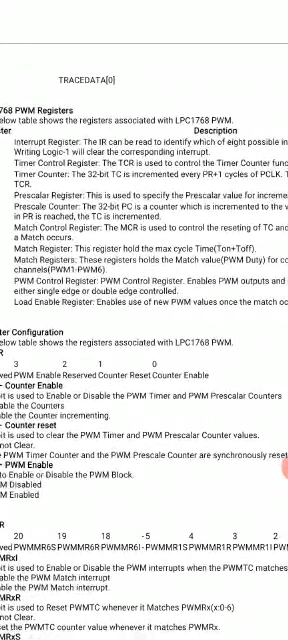 TRACEDATA[0]
768 PWM Registers
elow table shows the registers associated with LPC1768 PWM.
ster Description
Interrupt Register: The IR can be read to identify which of eight possible in
Writing Logic-1 will clear the corresponding interrupt.
Timer Control Register: The TCR is used to control the Timer Counter func
Timer Counter: The 32-bit TC is incremented every PR+1 cycles of PCLK. T
TCR.
Prescalar Register: This is used to specify the Prescalar value for increme
Prescale Counter: The 32-bit PC is a counter which is incremented to the v
in PR is reached, the TC is incremented.
Match Control Register: The MCR is used to control the reseting of TC and
a Match occurs.
Match Register: This register hold the max cycle Time(Ton+Toff).
Match Registers: These registers holds the Match value(PWM Duty) for co
channels(PWM1-PWM6).
PWM Control Register: PWM Control Register. Enables PWM outputs and
either single edge or double edge controlled.
Load Enable Register: Enables use of new PWM values once the match oc
ter Configuration
elow table shows the registers associated with LPC1768 PWM.
R
3 2 1 0
ved PWM Enable Reserved Counter Reset Counter Enable
- Counter Enable
bit is used to Enable or Disable the PWM Timer and PWM Prescalar Counters
able the Counters
able the Counter incrementing.
- Counter reset
bit is used to clear the PWM Timer and PWM Prescalar Counter values.
not Clear.
e PWM Timer Counter and the PWM Prescale Counter are synchronously reset
- PWM Enable
to Enable or Disable the PWM Block.
M Disabled
M Enabled
R
20 19 18 -5 4 3 2
ved PWMMR6S PWMMR6R PWMMR6I - PWMMR1S PWMMR1R PWMMR1I PWM
MRxI
bit is used to Enable or Disable the PWM interrupts when the PWMTC matches
able the PWM Match interrupt
able the PWM Match interrupt.
MRxR
bit is used to Reset PWMTC whenever it Matches PWMRx(x:0-6)
not Clear.
set the PWMTC counter value whenever it matches PWMRx.
MRxS